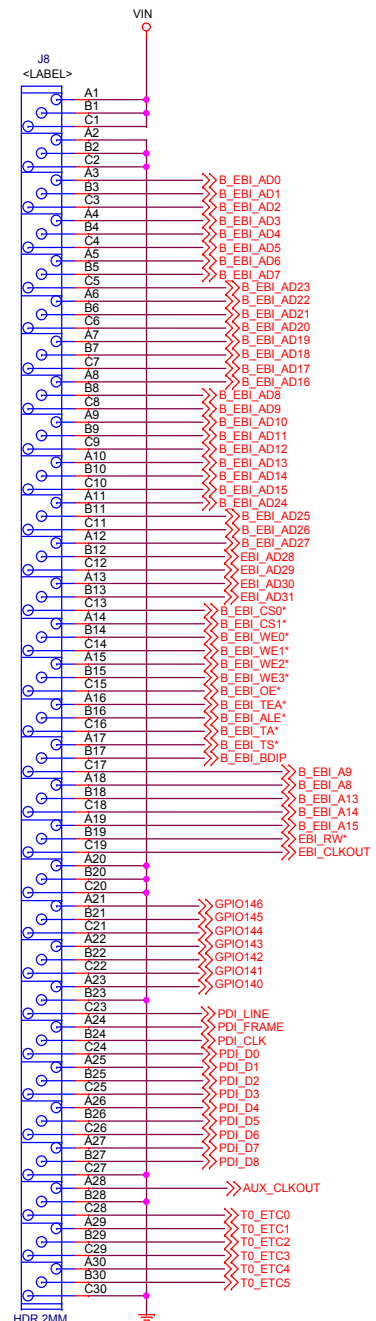 VIN
J8
<LABEL>
A1
B1
C1
A2
B2
C2
A3 B_EBI_AD0
B3 B_EBI_AD1
C3 B_EBI_AD2
A4 B_EBI_AD3
B4 B_EBI_AD4
C4 B_EBI_AD5
A5 B_EBI_AD6
B5 B_EBI_AD7
C5 B_EBI_AD23
A6 B_EBI_AD22
B6 B_EBI_AD21
C6 B_EBI_AD20
A7 B_EBI_AD19
B7 B_EBI_AD18
C7 B_EBI_AD17
A8 B_EBI_AD16
B8 B_EBI_AD8
C8 B_EBI_AD9
A9 B_EBI_AD10
B9 B_EBI_AD11
C9 B_EBI_AD12
A10 B_EBI_AD13
B10 B_EBI_AD14
C10 B_EBI_AD15
A11 B_EBI_AD24
B11 B_EBI_AD25
C11 B_EBI_AD26
A12 B_EBI_AD27
B12 EBI_AD28
C12 EBI_AD29
A13 EBI_AD30
B13 EBI_AD31
C13 B_EBI_CS0*
A14 B_EBI_CS1*
B14 B_EBI_WE0*
C14 B_EBI_WE1*
A15 B_EBI_WE2*
B15 B_EBI_WE3*
C15 B_EBI_OE*
A16 B_EBI_TEA*
B16 B_EBI_ALE*
C16 B_EBI_TA*
A17 B_EBI_TS*
B17 B_EBI_BDIP
C17 B_EBI_A9
A18 B_EBI_A8
B18 B_EBI_A13
C18 B_EBI_A14
A19 B_EBI_A15
B19 EBI_RW*
C19 EBI_CLKOUT
A20
B20
C20
A21 GPIO146
B21 GPIO145
C21 GPIO144
A22 GPIO143
B22 GPIO142
C22 GPIO141
A23 GPIO140
B23
C23 PDI_LINE
A24 PDI_FRAME
B24 PDI_CLK
C24 PDI_D0
A25 PDI_D1
B25 PDI_D2
C25 PDI_D3
A26 PDI_D4
B26 PDI_D5
C26 PDI_D6
A27 PDI_D7
B27 PDI_D8
C27
A28 AUX_CLKOUT
B28
C28 T0_ETC0
A29 T0_ETC1
B29 T0_ETC2
C29 T0_ETC3
A30 T0_ETC4
B30 T0_ETC5
C30
HDR 2MM